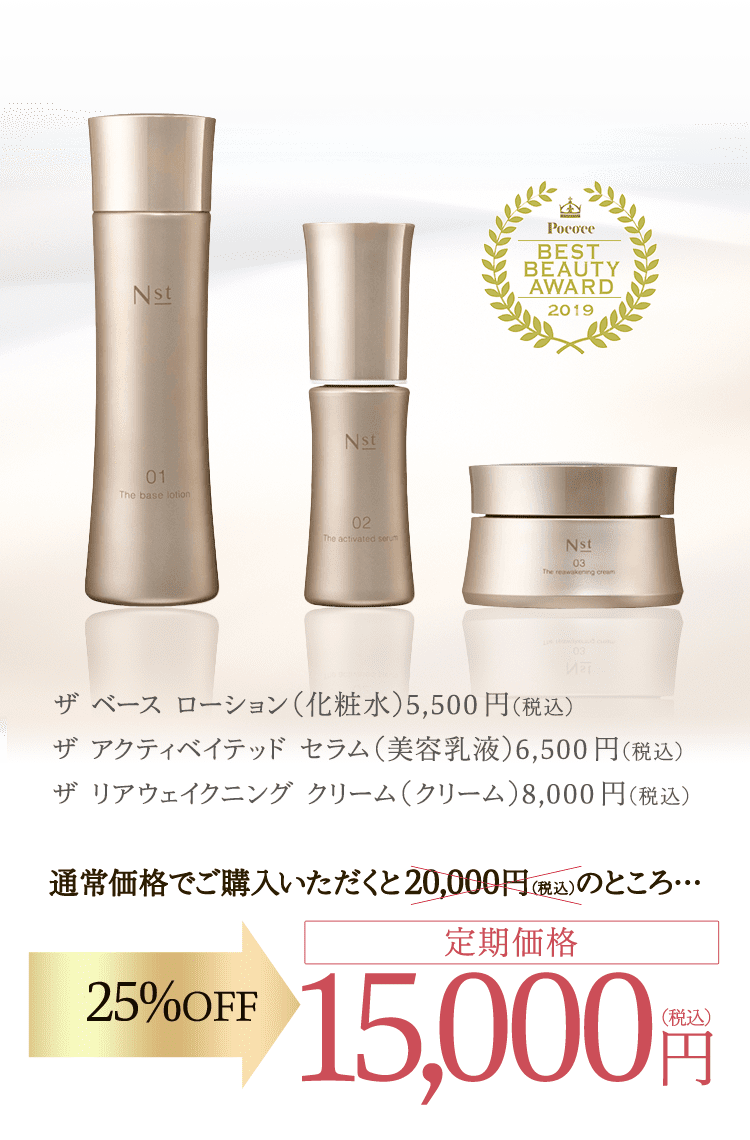 Pococe
BEST
BEAUTY
AWARD
2019
Nst
01
The base lotion
Nst
02
The activated serum
Nst
03
The reawakening cream
ザ ベース ローション（化粧水）5,500円（税込）
ザ アクティベイテッド セラム（美容乳液）6,500円（税込）
ザ リアウェイクニング クリーム（クリーム）8,000円（税込）
通常価格でご購入いただくと20,000円（税込）のところ…
定期価格
25%OFF
15,000円（税込）